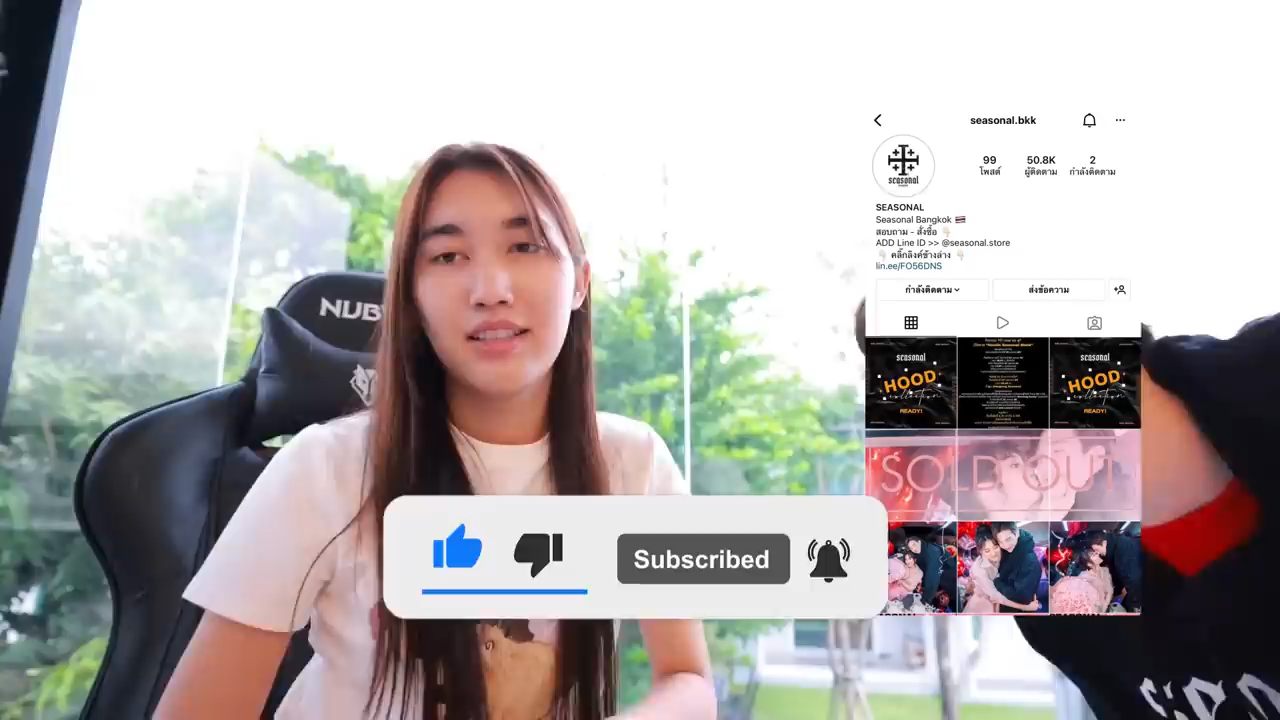 NUB
seasonal.bkk
seasonal
99
50.8K
2
โพสต์
ผู้ติดตาม
กำลังติดตาม
SEASONAL
Seasonal Bangkok 🇹🇭
สอบถาม - สั่งซื้อ 👇🏻
ADD Line ID >> @seasonal.store
👇🏻 คลิ๊กลิงค์ข้างล่าง 👇🏻
lin.ee/FO56DNS
กำลังติดตาม
ส่งข้อความ
seasonal
HOOD
collection
READY!
seasonal
HOOD
collection
READY!
SOLD OUT
Subscribed